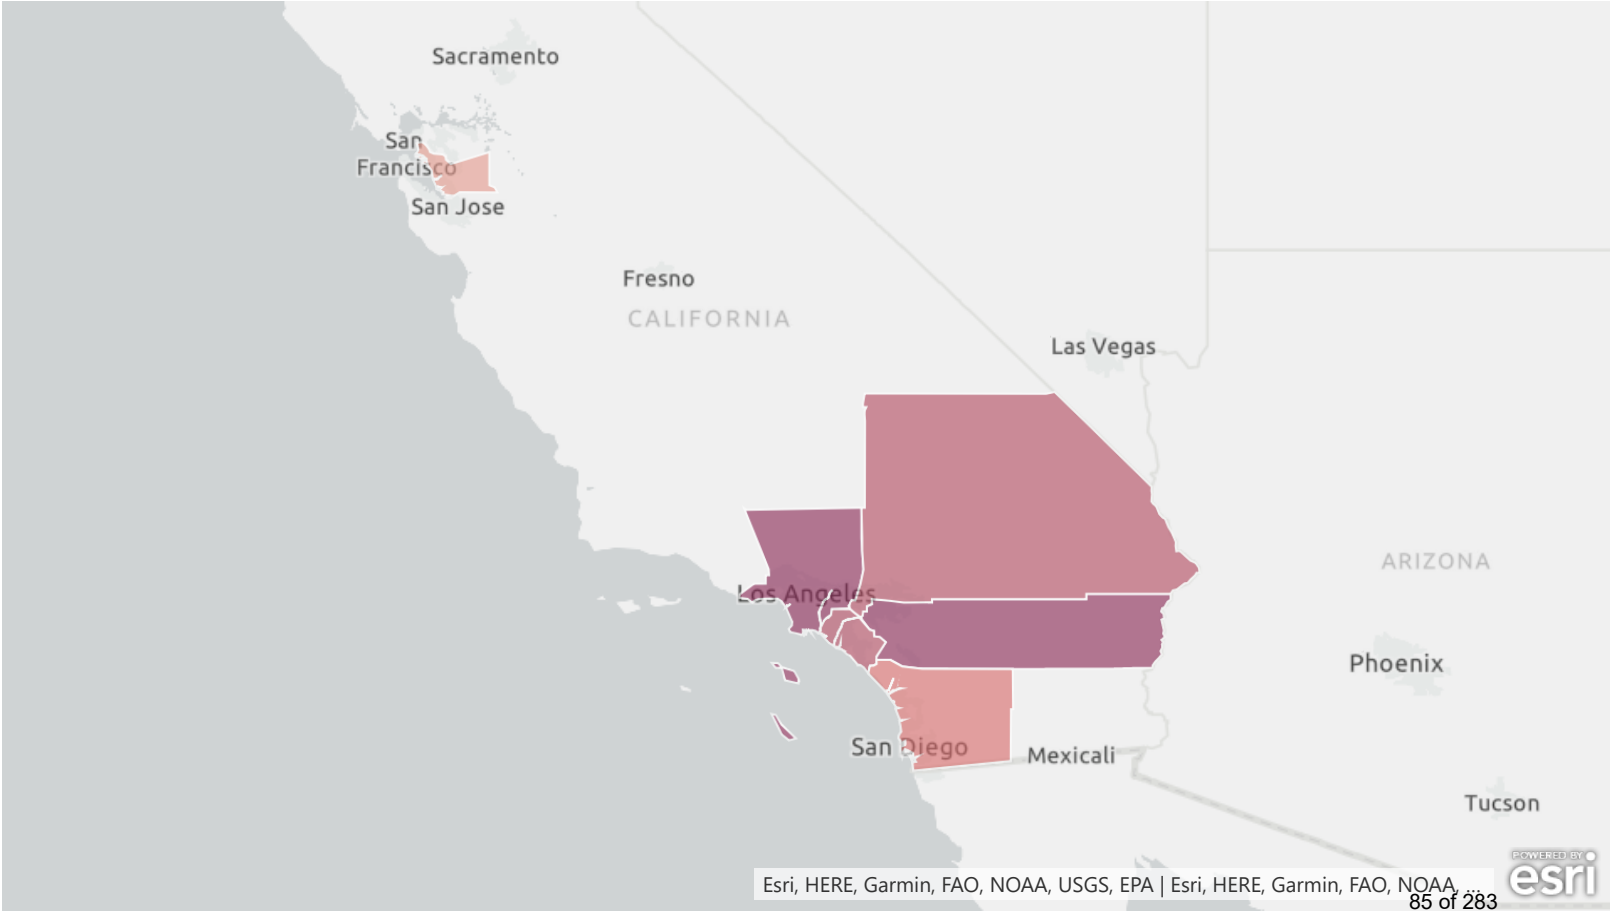 Sacramento
San
Francisco
San Jose
Fresno
CALIFORNIA
Las Vegas
Los Angeles
ARIZONA
Phoenix
San Diego
Mexicali
Tucson
POWERED BY
esri
Esri, HERE, Garmin, FAO, NOAA, USGS, EPA | Esri, HERE, Garmin, FAO, NOAA, ...
85 of 283